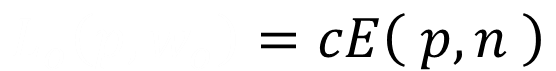 = cE( p, n )